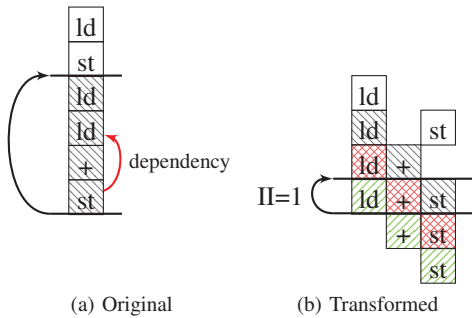 ld
st
ld
ld
+
st
dependency
(a) Original
ld
ld st
ld +
II=1 ld + st
+ st
st
(b) Transformed